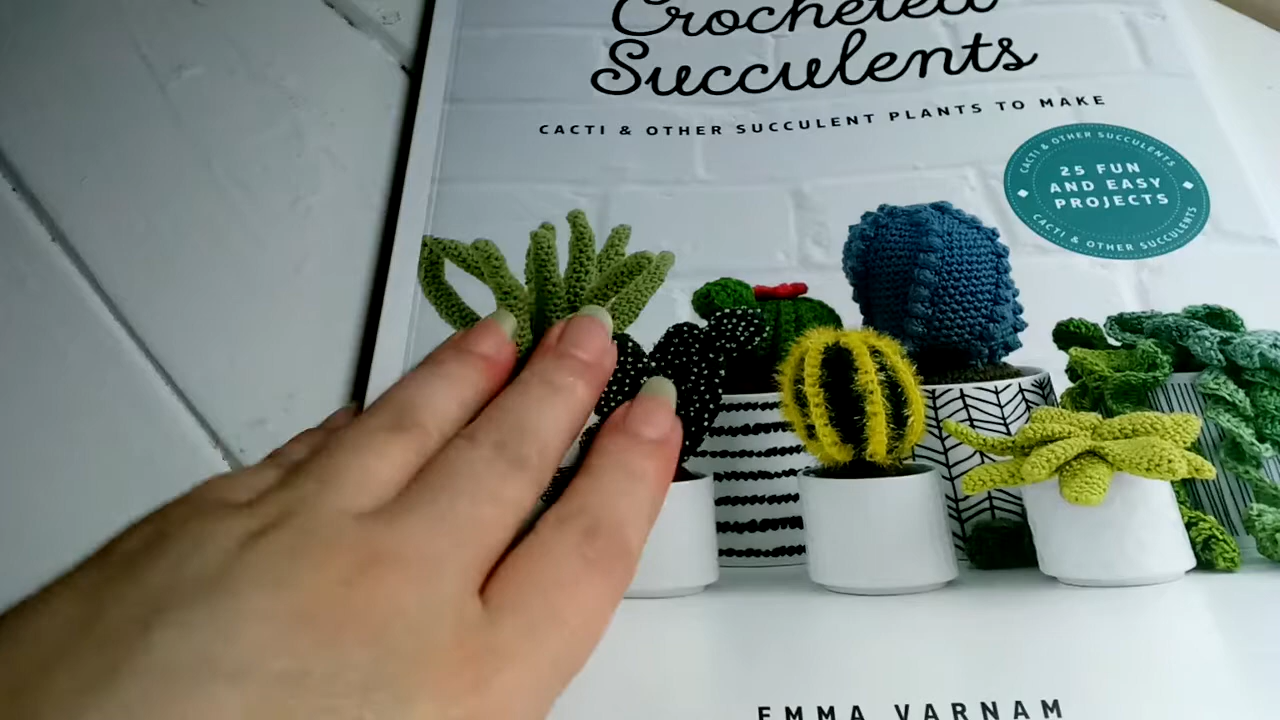 Crocheted
Succulents
CACTI & OTHER SUCCULENT PLANTS TO MAKE
CACTI & OTHER SUCCULENTS
25 FUN
AND EASY
PROJECTS
CACTI & OTHER SUCCULENTS
EMMA VARNAM